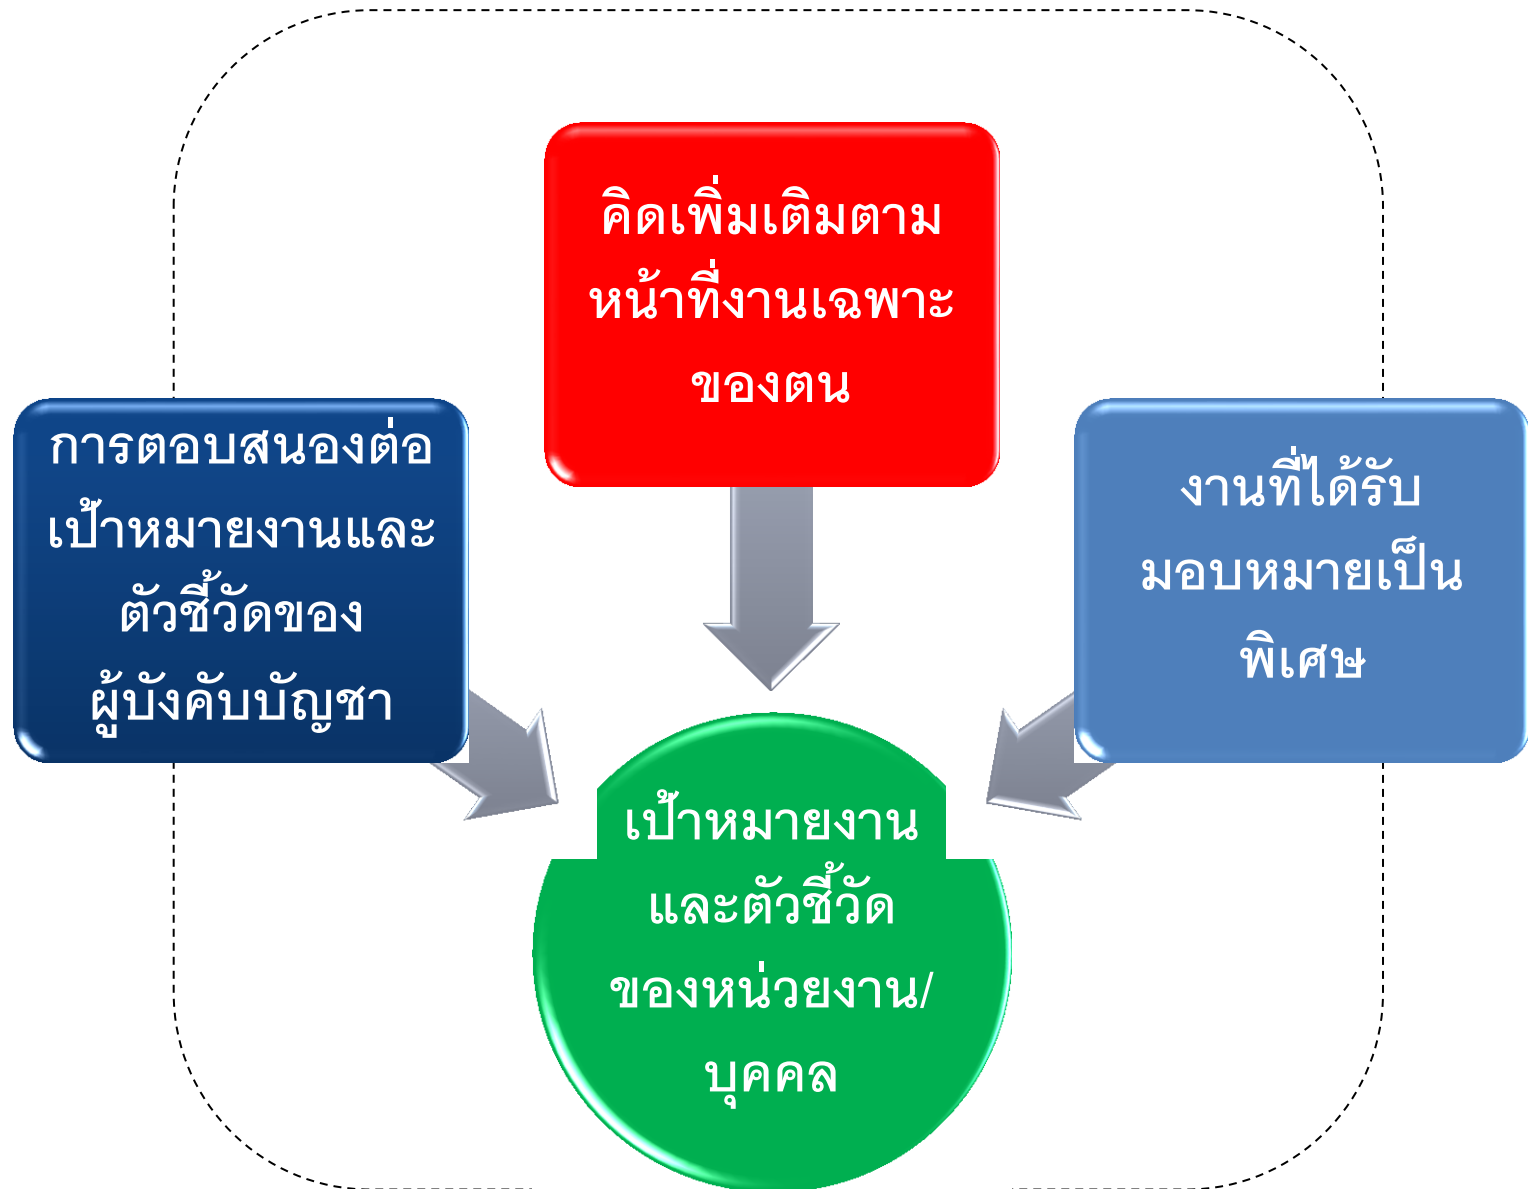 คิดเพิ่มเติมตาม
หน้าที่งานเฉพาะ
ของตน
การตอบสนองต่อ
เป้าหมายงานและ
ตัวชี้วัดของ
ผู้บังคับบัญชา
งานที่ได้รับ
มอบหมายเป็น
พิเศษ
เป้าหมายงาน
และตัวชี้วัด
ของหน่วยงาน/
บุคคล